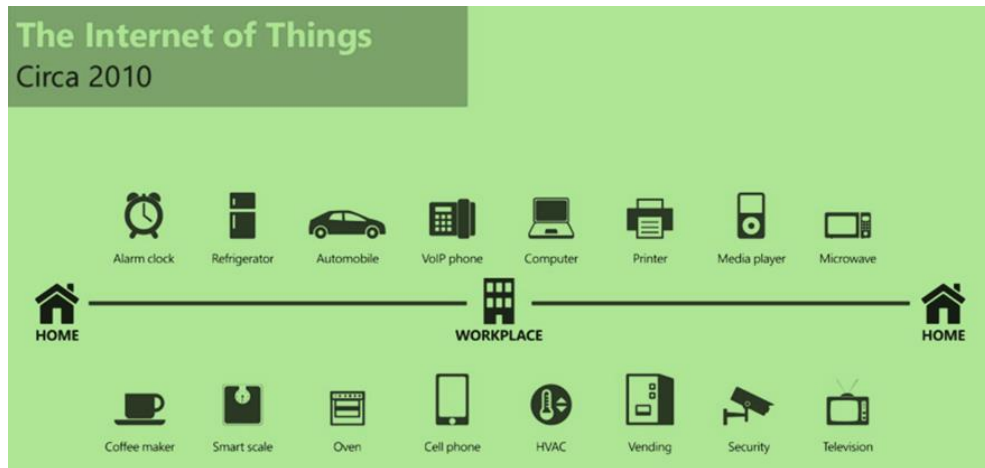 The Internet of Things
Circa 2010
Alarm clock Refrigerator Automobile VoIP phone Computer Printer Media player Microwave
HOME WORKPLACE HOME
Coffee maker Smart scale Oven Cell phone HVAC Vending Security Television